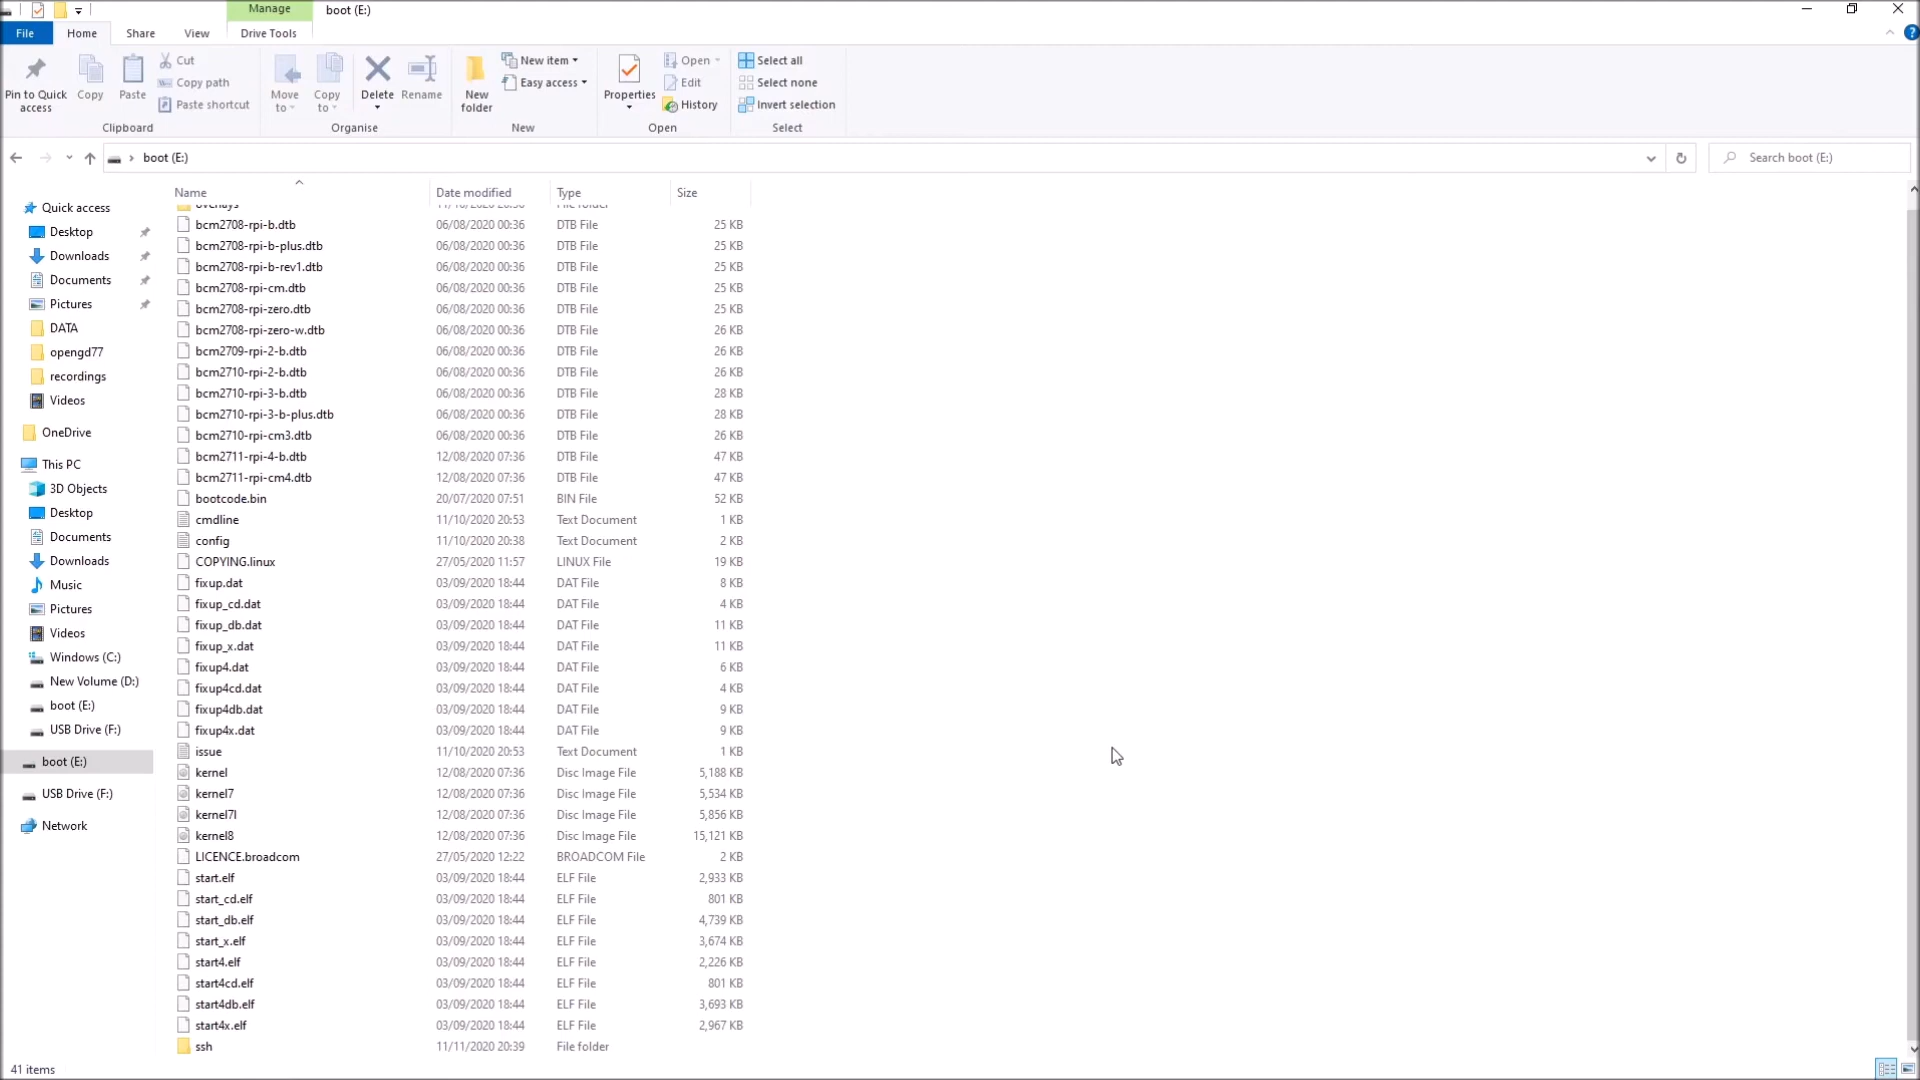 Manage
boot (E:)
File
Home
Share
View
Drive Tools
Pin to Quick access
Copy
Paste
Cut
Copy path
Paste shortcut
Clipboard
Move to
Copy to
Delete
Rename
Organise
New folder
New item
Easy access
New
Properties
Open
Edit
History
Open
Select all
Select none
Invert selection
Select
boot (E:)
Search boot (E:)
Name Date modified Type Size
Quick access
Desktop
Downloads
Documents
Pictures
DATA
opengd77
recordings
Videos
OneDrive
This PC
3D Objects
Desktop
Documents
Downloads
Music
Pictures
Videos
Windows (C:)
New Volume (D:)
boot (E:)
USB Drive (F:)
boot (E:)
USB Drive (F:)
Network
overlays File folder
bcm2708-rpi-b.dtb 06/08/2020 00:36 DTB File 25 KB
bcm2708-rpi-b-plus.dtb 06/08/2020 00:36 DTB File 25 KB
bcm2708-rpi-b-rev1.dtb 06/08/2020 00:36 DTB File 25 KB
bcm2708-rpi-cm.dtb 06/08/2020 00:36 DTB File 25 KB
bcm2708-rpi-zero.dtb 06/08/2020 00:36 DTB File 25 KB
bcm2708-rpi-zero-w.dtb 06/08/2020 00:36 DTB File 26 KB
bcm2709-rpi-2-b.dtb 06/08/2020 00:36 DTB File 26 KB
bcm2710-rpi-2-b.dtb 06/08/2020 00:36 DTB File 26 KB
bcm2710-rpi-3-b.dtb 06/08/2020 00:36 DTB File 28 KB
bcm2710-rpi-3-b-plus.dtb 06/08/2020 00:36 DTB File 28 KB
bcm2710-rpi-cm3.dtb 06/08/2020 00:36 DTB File 26 KB
bcm2711-rpi-4-b.dtb 12/08/2020 07:36 DTB File 47 KB
bcm2711-rpi-cm4.dtb 12/08/2020 07:36 DTB File 47 KB
bootcode.bin 20/07/2020 07:51 BIN File 52 KB
cmdline 11/10/2020 20:53 Text Document 1 KB
config 11/10/2020 20:38 Text Document 2 KB
COPYING.linux 27/05/2020 11:57 LINUX File 19 KB
fixup.dat 03/09/2020 18:44 DAT File 8 KB
fixup_cd.dat 03/09/2020 18:44 DAT File 4 KB
fixup_db.dat 03/09/2020 18:44 DAT File 11 KB
fixup_x.dat 03/09/2020 18:44 DAT File 11 KB
fixup4.dat 03/09/2020 18:44 DAT File 6 KB
fixup4cd.dat 03/09/2020 18:44 DAT File 4 KB
fixup4db.dat 03/09/2020 18:44 DAT File 9 KB
fixup4x.dat 03/09/2020 18:44 DAT File 9 KB
issue 11/10/2020 20:53 Text Document 1 KB
kernel 12/08/2020 07:36 Disc Image File 5,188 KB
kernel7 12/08/2020 07:36 Disc Image File 5,534 KB
kernel7l 12/08/2020 07:36 Disc Image File 5,856 KB
kernel8 12/08/2020 07:36 Disc Image File 15,121 KB
LICENCE.broadcom 27/05/2020 12:22 BROADCOM File 2 KB
start.elf 03/09/2020 18:44 ELF File 2,933 KB
start_cd.elf 03/09/2020 18:44 ELF File 801 KB
start_db.elf 03/09/2020 18:44 ELF File 4,739 KB
start_x.elf 03/09/2020 18:44 ELF File 3,674 KB
start4.elf 03/09/2020 18:44 ELF File 2,226 KB
start4cd.elf 03/09/2020 18:44 ELF File 801 KB
start4db.elf 03/09/2020 18:44 ELF File 3,693 KB
start4x.elf 03/09/2020 18:44 ELF File 2,967 KB
ssh 11/11/2020 20:39 File folder
41 items